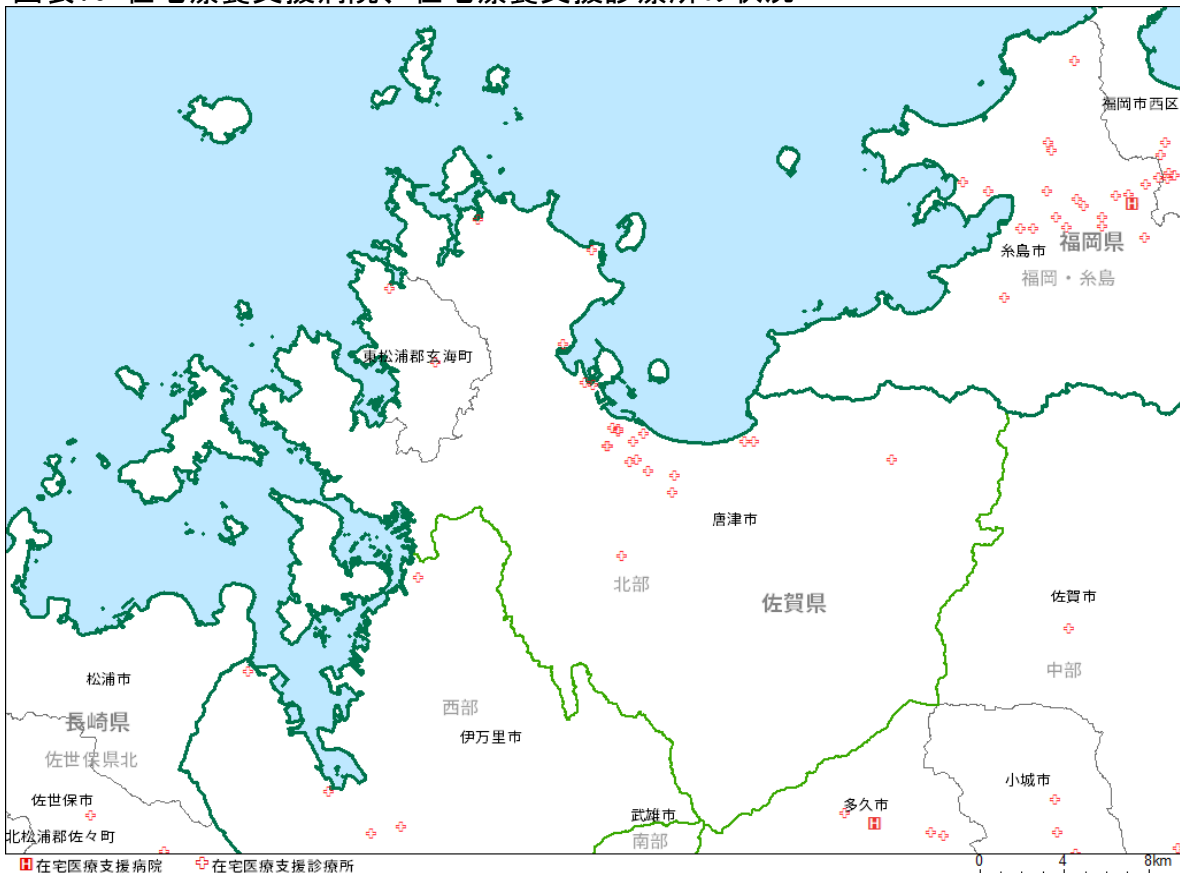 福岡市西区
糸島市
福岡県
福岡・糸島
東松浦郡玄海町
唐津市
北部
佐賀県
佐賀市
中部
松浦市
長崎県
佐世保県北
西部
伊万里市
佐世保市
北松浦郡佐々町
武雄市
南部
多久市
小城市
H 在宅医療支援病院 在宅医療支援診療所
0 4 8km